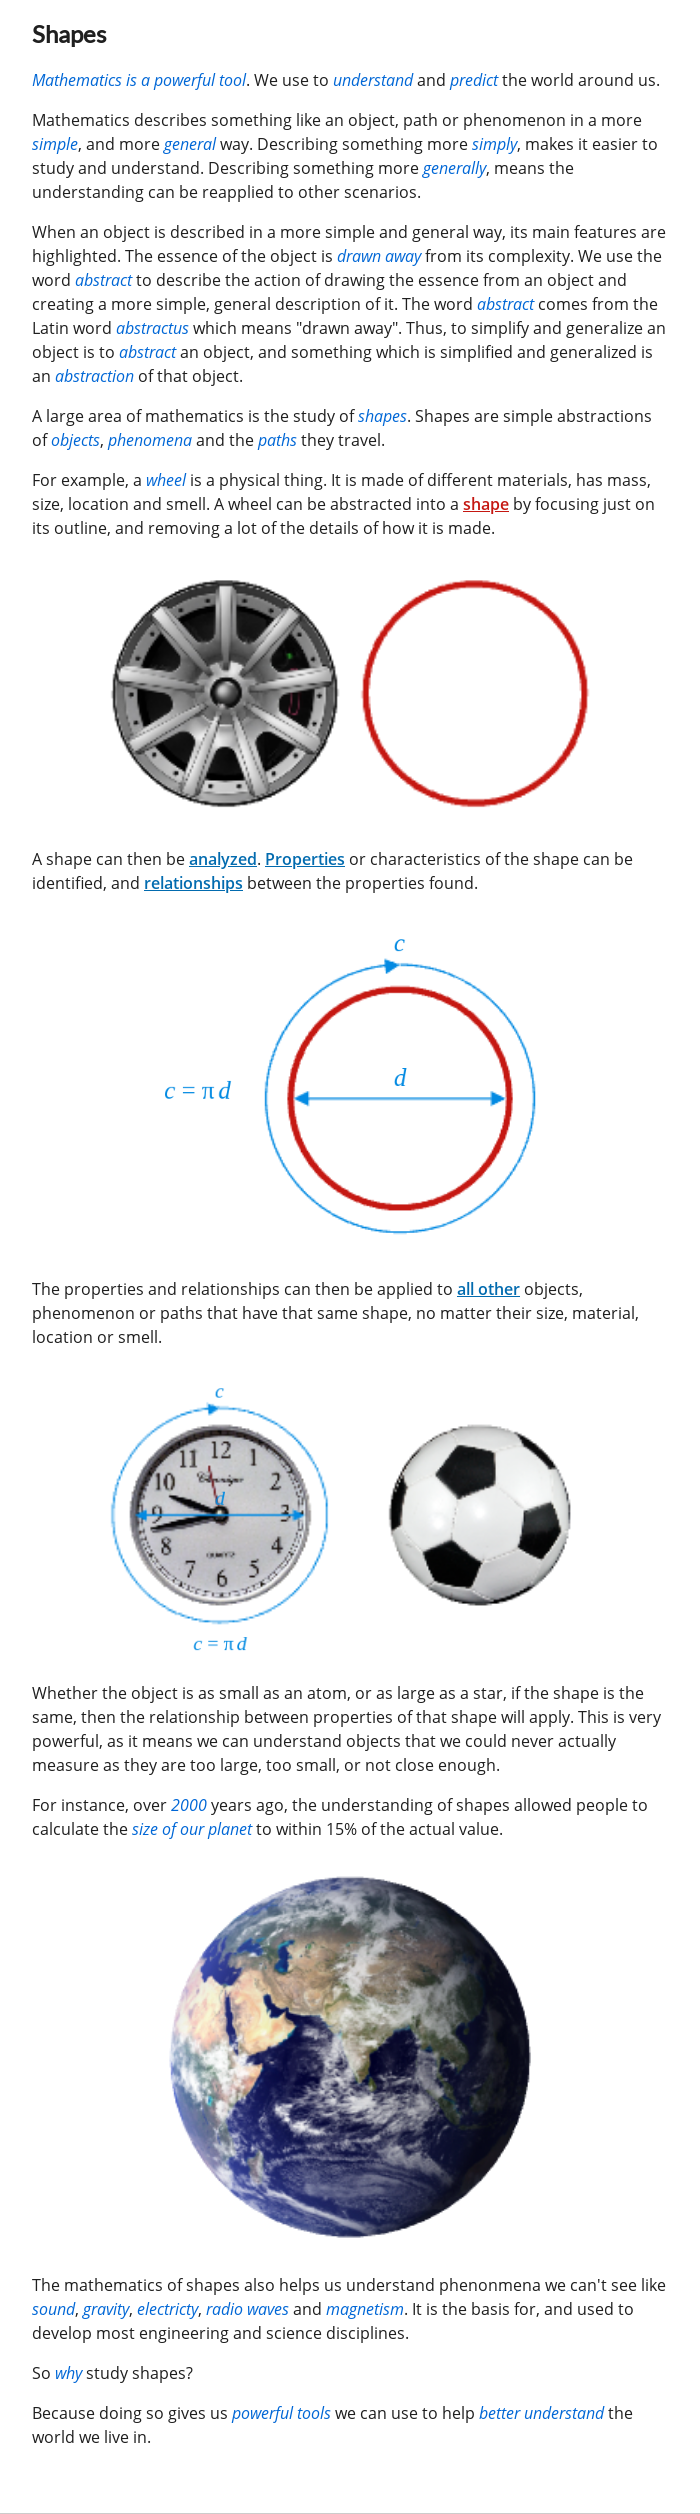 Shapes
Mathematics is a powerful tool. We use to understand and predict the world around us.
Mathematics describes something like an object, path or phenomenon in a more
simple, and more general way. Describing something more simply, makes it easier to
study and understand. Describing something more generally, means the
understanding can be reapplied to other scenarios.
When an object is described in a more simple and general way, its main features are
highlighted. The essence of the object is drawn away from its complexity. We use the
word abstract to describe the action of drawing the essence from an object and
creating a more simple, general description of it. The word abstract comes from the
Latin word abstractus which means "drawn away". Thus, to simplify and generalize an
object is to abstract an object, and something which is simplified and generalized is
an abstraction of that object.
A large area of mathematics is the study of shapes. Shapes are simple abstractions
of objects, phenomena and the paths they travel.
For example, a wheel is a physical thing. It is made of different materials, has mass,
size, location and smell. A wheel can be abstracted into a shape by focusing just on
its outline, and removing a lot of the details of how it is made.
A shape can then be analyzed. Properties or characteristics of the shape can be
identified, and relationships between the properties found.
c
d
c = π d
The properties and relationships can then be applied to all other objects,
phenomenon or paths that have that same shape, no matter their size, material,
location or smell.
c
12
11 1
10 2
d
9 3
8 4
QUARTZ
7 5
6
c = π d
Whether the object is as small as an atom, or as large as a star, if the shape is the
same, then the relationship between properties of that shape will apply. This is very
powerful, as it means we can understand objects that we could never actually
measure as they are too large, too small, or not close enough.
For instance, over 2000 years ago, the understanding of shapes allowed people to
calculate the size of our planet to within 15% of the actual value.
The mathematics of shapes also helps us understand phenonmena we can't see like
sound, gravity, electricty, radio waves and magnetism. It is the basis for, and used to
develop most engineering and science disciplines.
So why study shapes?
Because doing so gives us powerful tools we can use to help better understand the
world we live in.